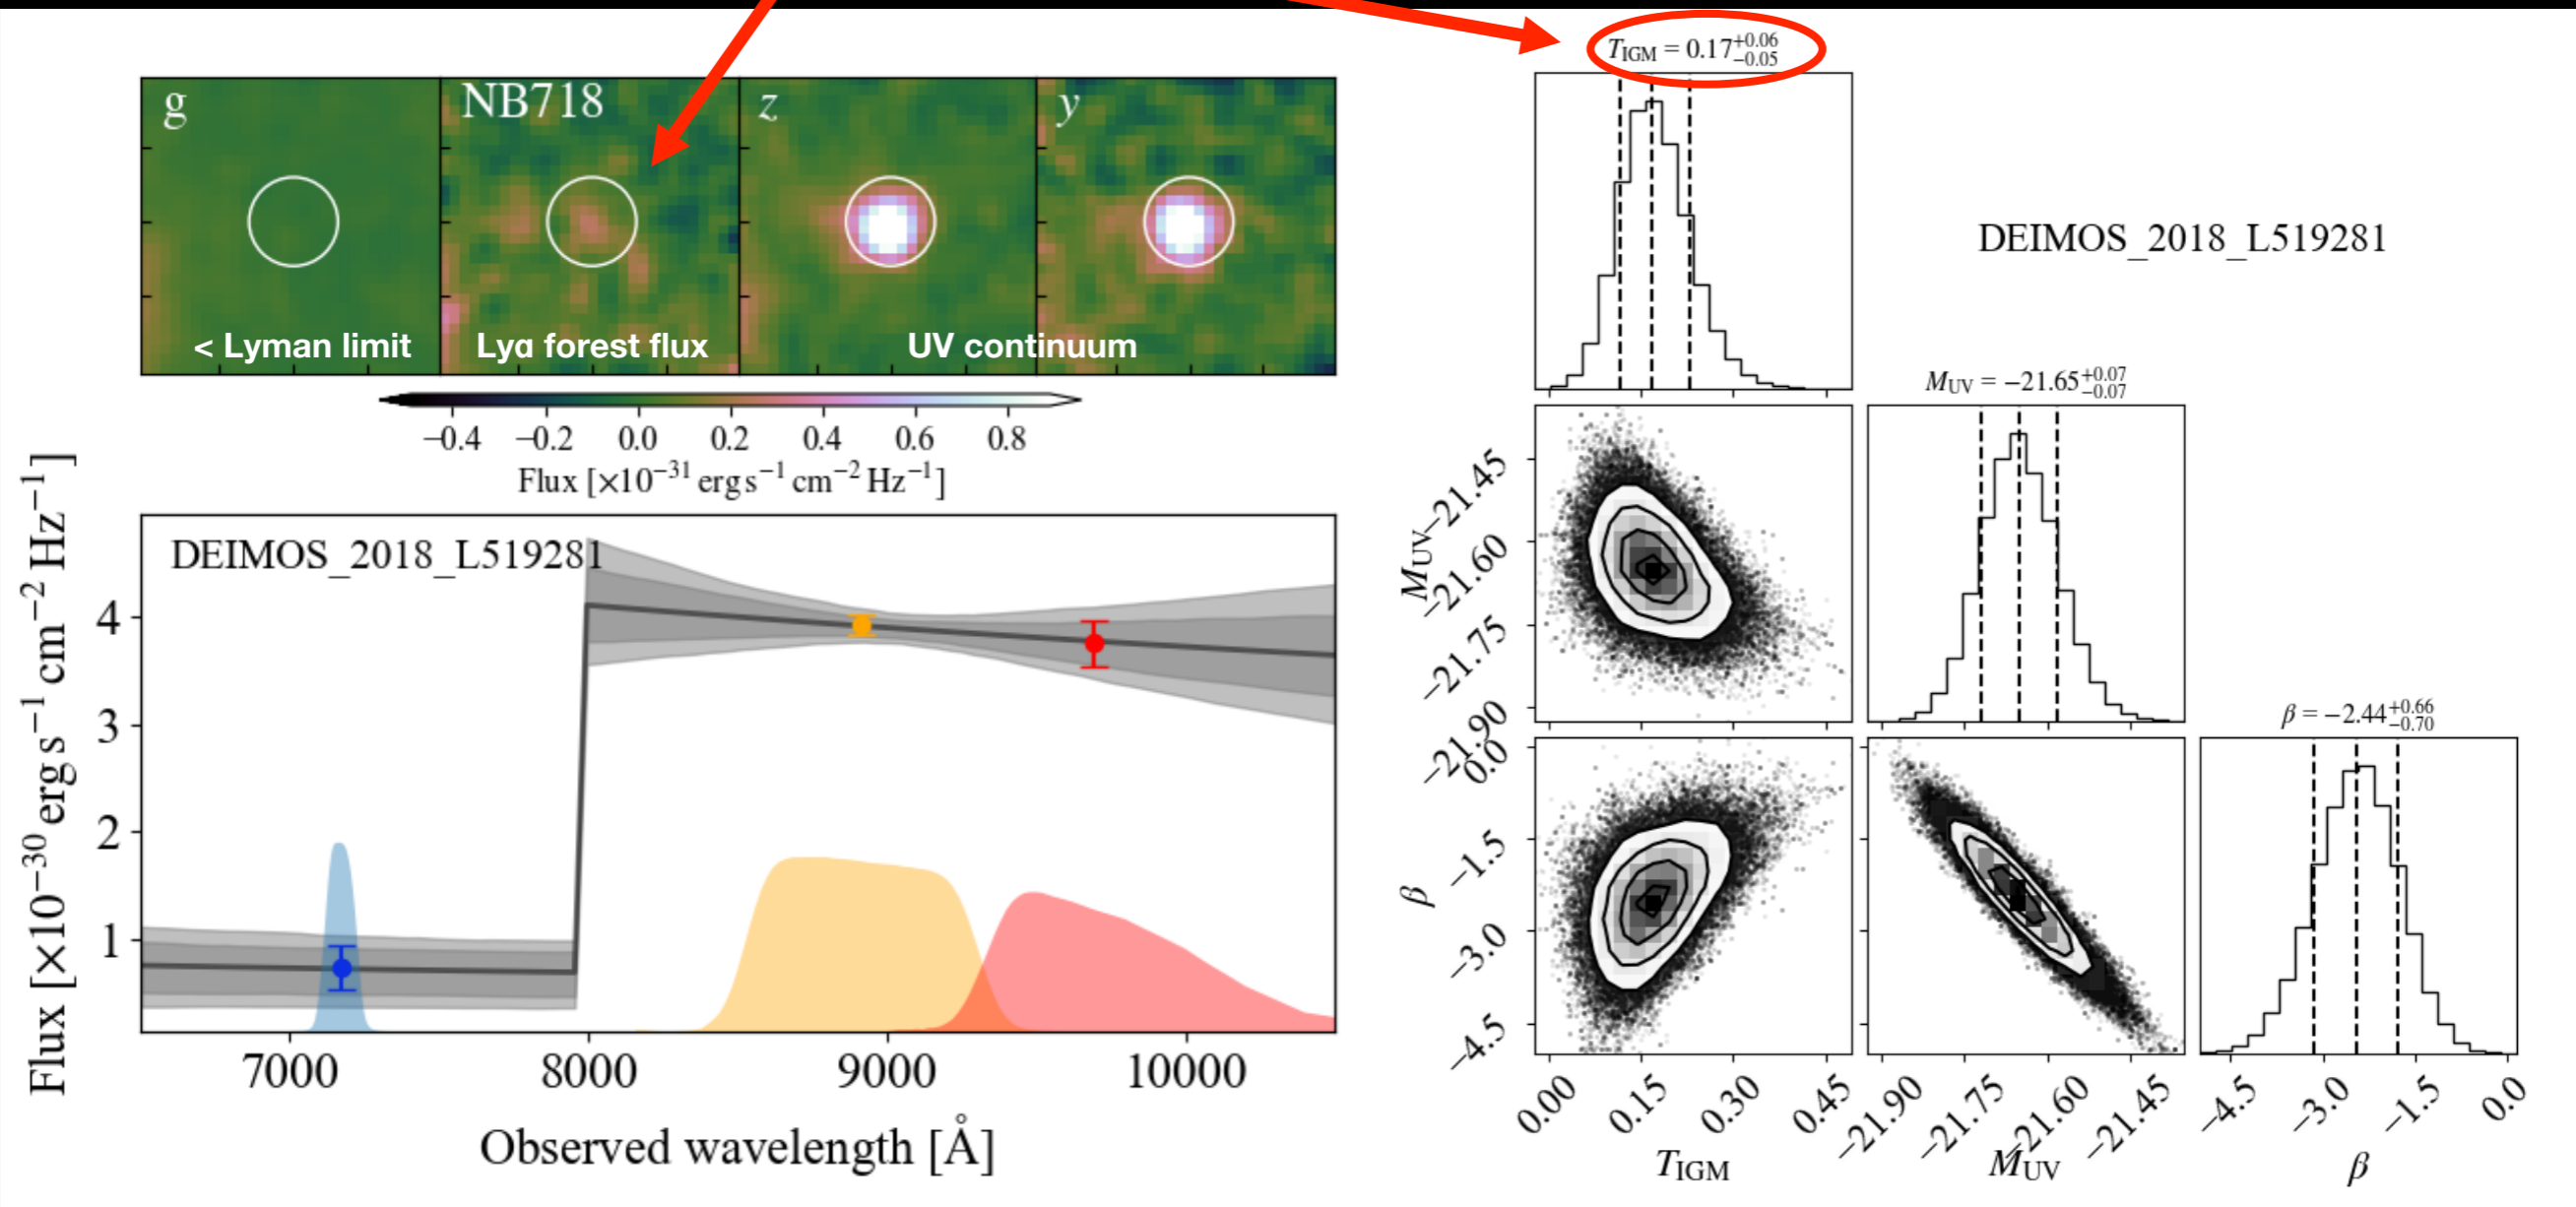 g
NB718
z
y
< Lyman limit
Lyα forest flux
UV continuum
−0.4 −0.2 0.0 0.2 0.4 0.6 0.8
Flux [×10⁻³¹ erg s⁻¹ cm⁻² Hz⁻¹]
DEIMOS_2018_L519281
Flux [×10⁻³⁰ erg s⁻¹ cm⁻² Hz⁻¹]
4
3
2
1
7000 8000 9000 10000
Observed wavelength [Å]
T_IGM = 0.17^{+0.06}_{−0.05}
DEIMOS_2018_L519281
M_UV = −21.65^{+0.07}_{−0.07}
M_UV
−21.45
−21.60
−21.75
−21.90
β = −2.44^{+0.66}_{−0.70}
β
0.0
−1.5
−3.0
−4.5
0.00 0.15 0.30 0.45
T_IGM
−21.90 −21.75 −21.60 −21.45
M_UV
−4.5 −3.0 −1.5 0.0
β